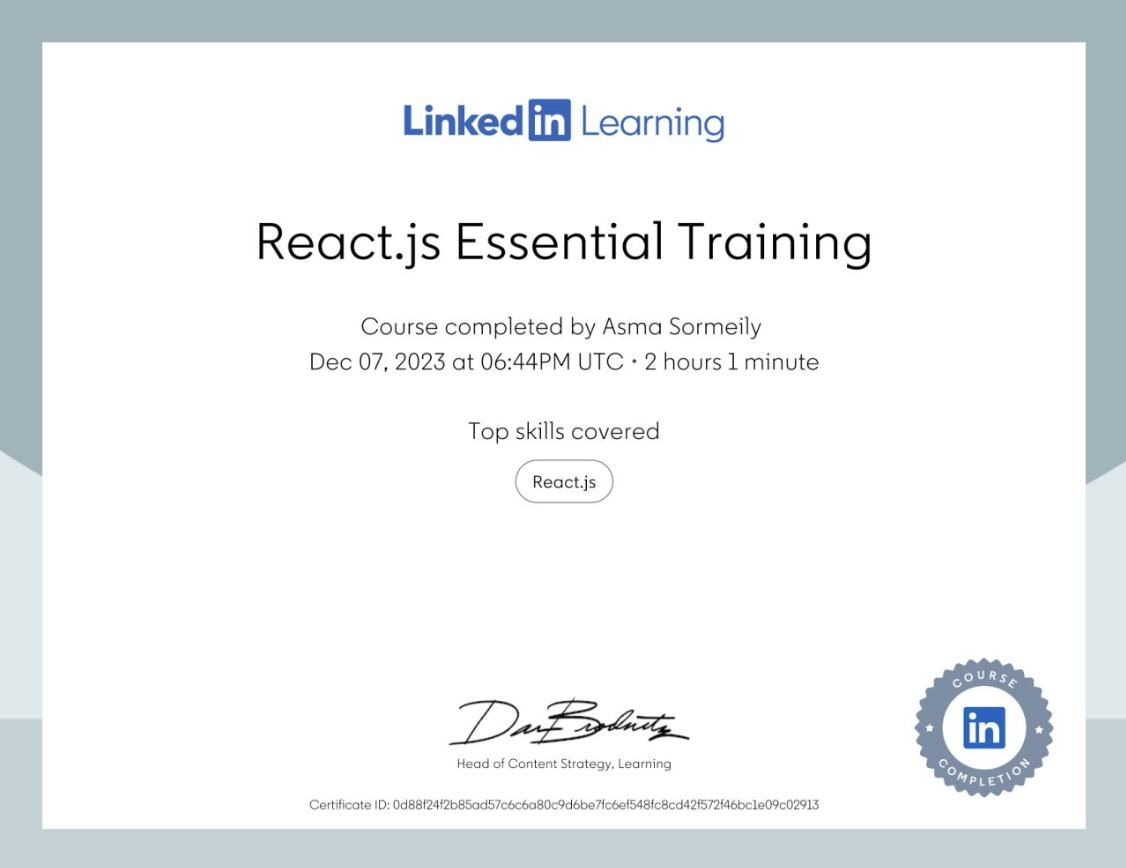 Linked in Learning
React.js Essential Training
Course completed by Asma Sormeily
Dec 07, 2023 at 06:44PM UTC • 2 hours 1 minute
Top skills covered
React.js
Head of Content Strategy, Learning
Certificate ID: 0d88f24f2b85ad57c6c6a80c9d6be7fc6ef548fc8cd42f572f46bc1e09c02913
COURSE
in
COMPLETION